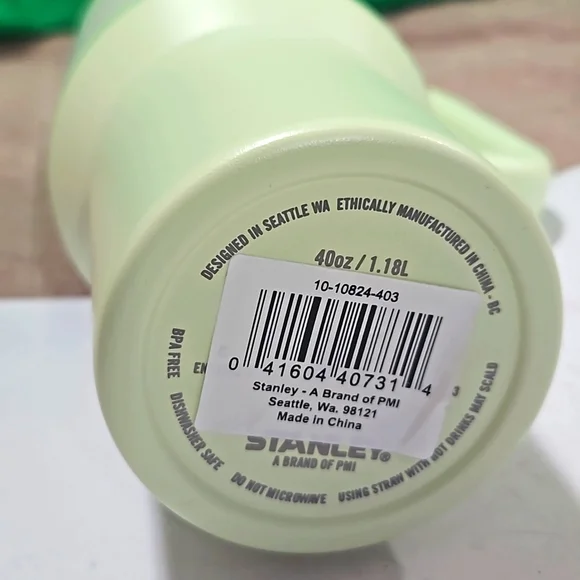 DESIGNED IN SEATTLE WA ETHICALLY MANUFACTURED IN CHINA - BC
40oz / 1.18L
10-10824-403
0 41604 40731 4
Stanley - A Brand of PMI
Seattle, Wa. 98121
Made in China
STANLEY®
A BRAND OF PMI
BPA FREE DISHWASHER SAFE DO NOT MICROWAVE USING STRAW WITH HOT DRINKS MAY SCALD